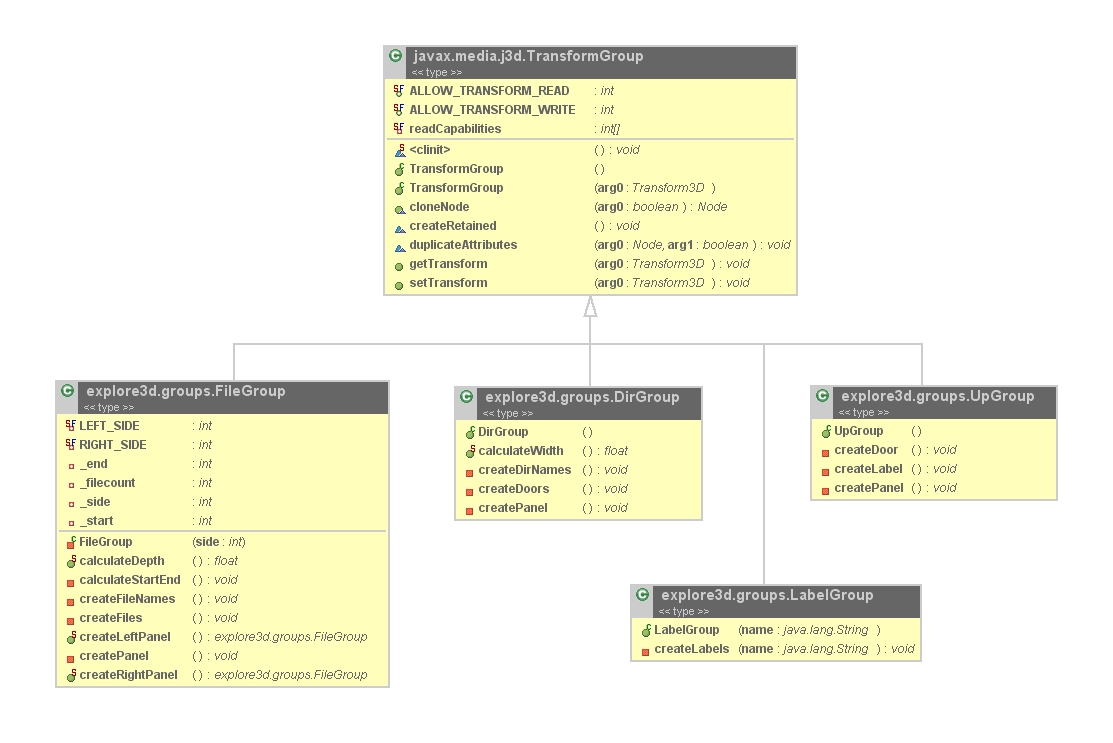 javax.media.j3d.TransformGroup
<< type >>
ALLOW_TRANSFORM_READ : int
ALLOW_TRANSFORM_WRITE : int
readCapabilities : int[]
<clinit> ( ) : void
TransformGroup ( )
TransformGroup (arg0 : Transform3D )
cloneNode (arg0 : boolean ) : Node
createRetained ( ) : void
duplicateAttributes (arg0 : Node, arg1 : boolean ) : void
getTransform (arg0 : Transform3D ) : void
setTransform (arg0 : Transform3D ) : void
explore3d.groups.FileGroup
<< type >>
LEFT_SIDE : int
RIGHT_SIDE : int
_end : int
_filecount : int
_side : int
_start : int
FileGroup (side : int)
calculateDepth ( ) : float
calculateStartEnd ( ) : void
createFileNames ( ) : void
createFiles ( ) : void
createLeftPanel ( ) : explore3d.groups.FileGroup
createPanel ( ) : void
createRightPanel ( ) : explore3d.groups.FileGroup
explore3d.groups.DirGroup
<< type >>
DirGroup ( )
calculateWidth ( ) : float
createDirNames ( ) : void
createDoors ( ) : void
createPanel ( ) : void
explore3d.groups.UpGroup
<< type >>
UpGroup ( )
createDoor ( ) : void
createLabel ( ) : void
createPanel ( ) : void
explore3d.groups.LabelGroup
<< type >>
LabelGroup (name : java.lang.String )
createLabels (name : java.lang.String ) : void